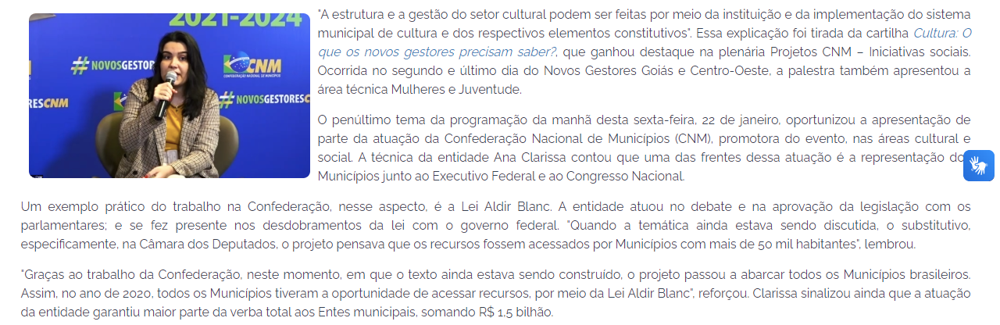 2021-2024
#NOVOSGESTOR
CNM
CONFEDERAÇÃO NACIONAL DE MUNICÍPIOS
RESCNM
#NOVOSGESTORESCNM
CNM
"A estrutura e a gestão do setor cultural podem ser feitas por meio da instituição e da implementação do sistema
municipal de cultura e dos respectivos elementos constitutivos". Essa explicação foi tirada da cartilha Cultura: O
que os novos gestores precisam saber?, que ganhou destaque na plenária Projetos CNM – Iniciativas sociais.
Ocorrida no segundo e último dia do Novos Gestores Goiás e Centro-Oeste, a palestra também apresentou a
área técnica Mulheres e Juventude.
O penúltimo tema da programação da manhã desta sexta-feira, 22 de janeiro, oportunizou a apresentação de
parte da atuação da Confederação Nacional de Municípios (CNM), promotora do evento, nas áreas cultural e
social. A técnica da entidade Ana Clarissa contou que uma das frentes dessa atuação é a representação do
Municípios junto ao Executivo Federal e ao Congresso Nacional.
Um exemplo prático do trabalho na Confederação, nesse aspecto, é a Lei Aldir Blanc. A entidade atuou no debate e na aprovação da legislação com os
parlamentares; e se fez presente nos desdobramentos da lei com o governo federal. "Quando a temática ainda estava sendo discutida, o substitutivo,
especificamente, na Câmara dos Deputados, o projeto pensava que os recursos fossem acessados por Municípios com mais de 50 mil habitantes", lembrou.
"Graças ao trabalho da Confederação, neste momento, em que o texto ainda estava sendo construído, o projeto passou a abarcar todos os Municípios brasileiros.
Assim, no ano de 2020, todos os Municípios tiveram a oportunidade de acessar recursos, por meio da Lei Aldir Blanc", reforçou. Clarissa sinalizou ainda que a atuação
da entidade garantiu maior parte da verba total aos Entes municipais, somando R$ 1,5 bilhão.